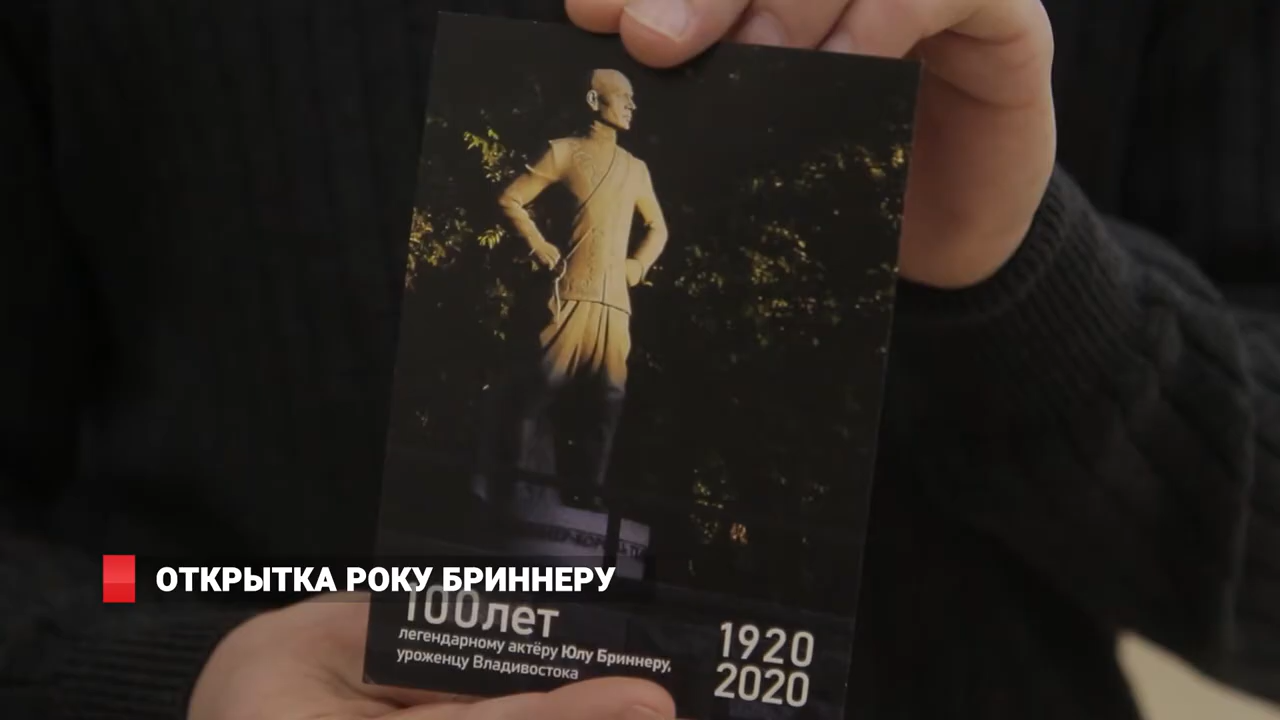 ОТКРЫТКА РОКУ БРИННЕРУ
100лет
легендарному актёру Юлу Бриннеру,
уроженцу Владивостока
1920
2020